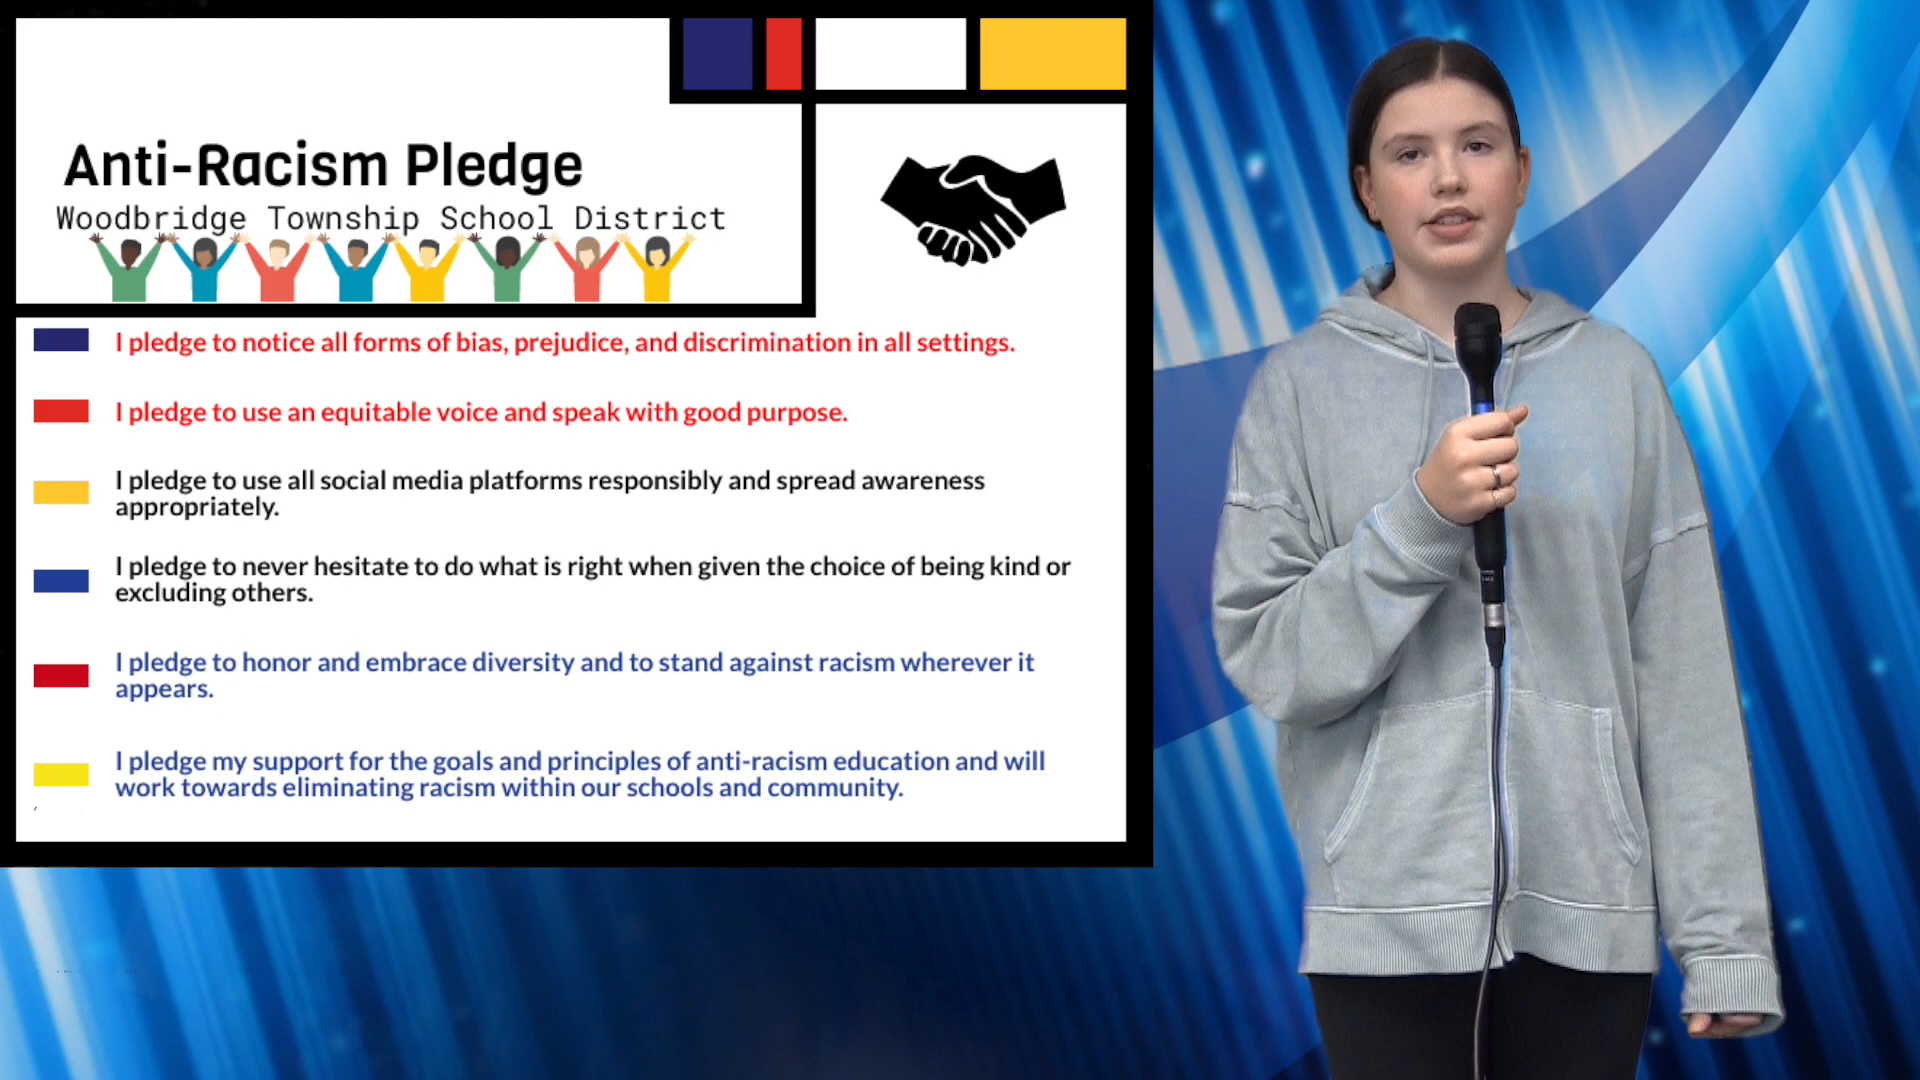 Anti-Racism Pledge
Woodbridge Township School District
I pledge to notice all forms of bias, prejudice, and discrimination in all settings.
I pledge to use an equitable voice and speak with good purpose.
I pledge to use all social media platforms responsibly and spread awareness
appropriately.
I pledge to never hesitate to do what is right when given the choice of being kind or
excluding others.
I pledge to honor and embrace diversity and to stand against racism wherever it
appears.
I pledge my support for the goals and principles of anti-racism education and will
work towards eliminating racism within our schools and community.